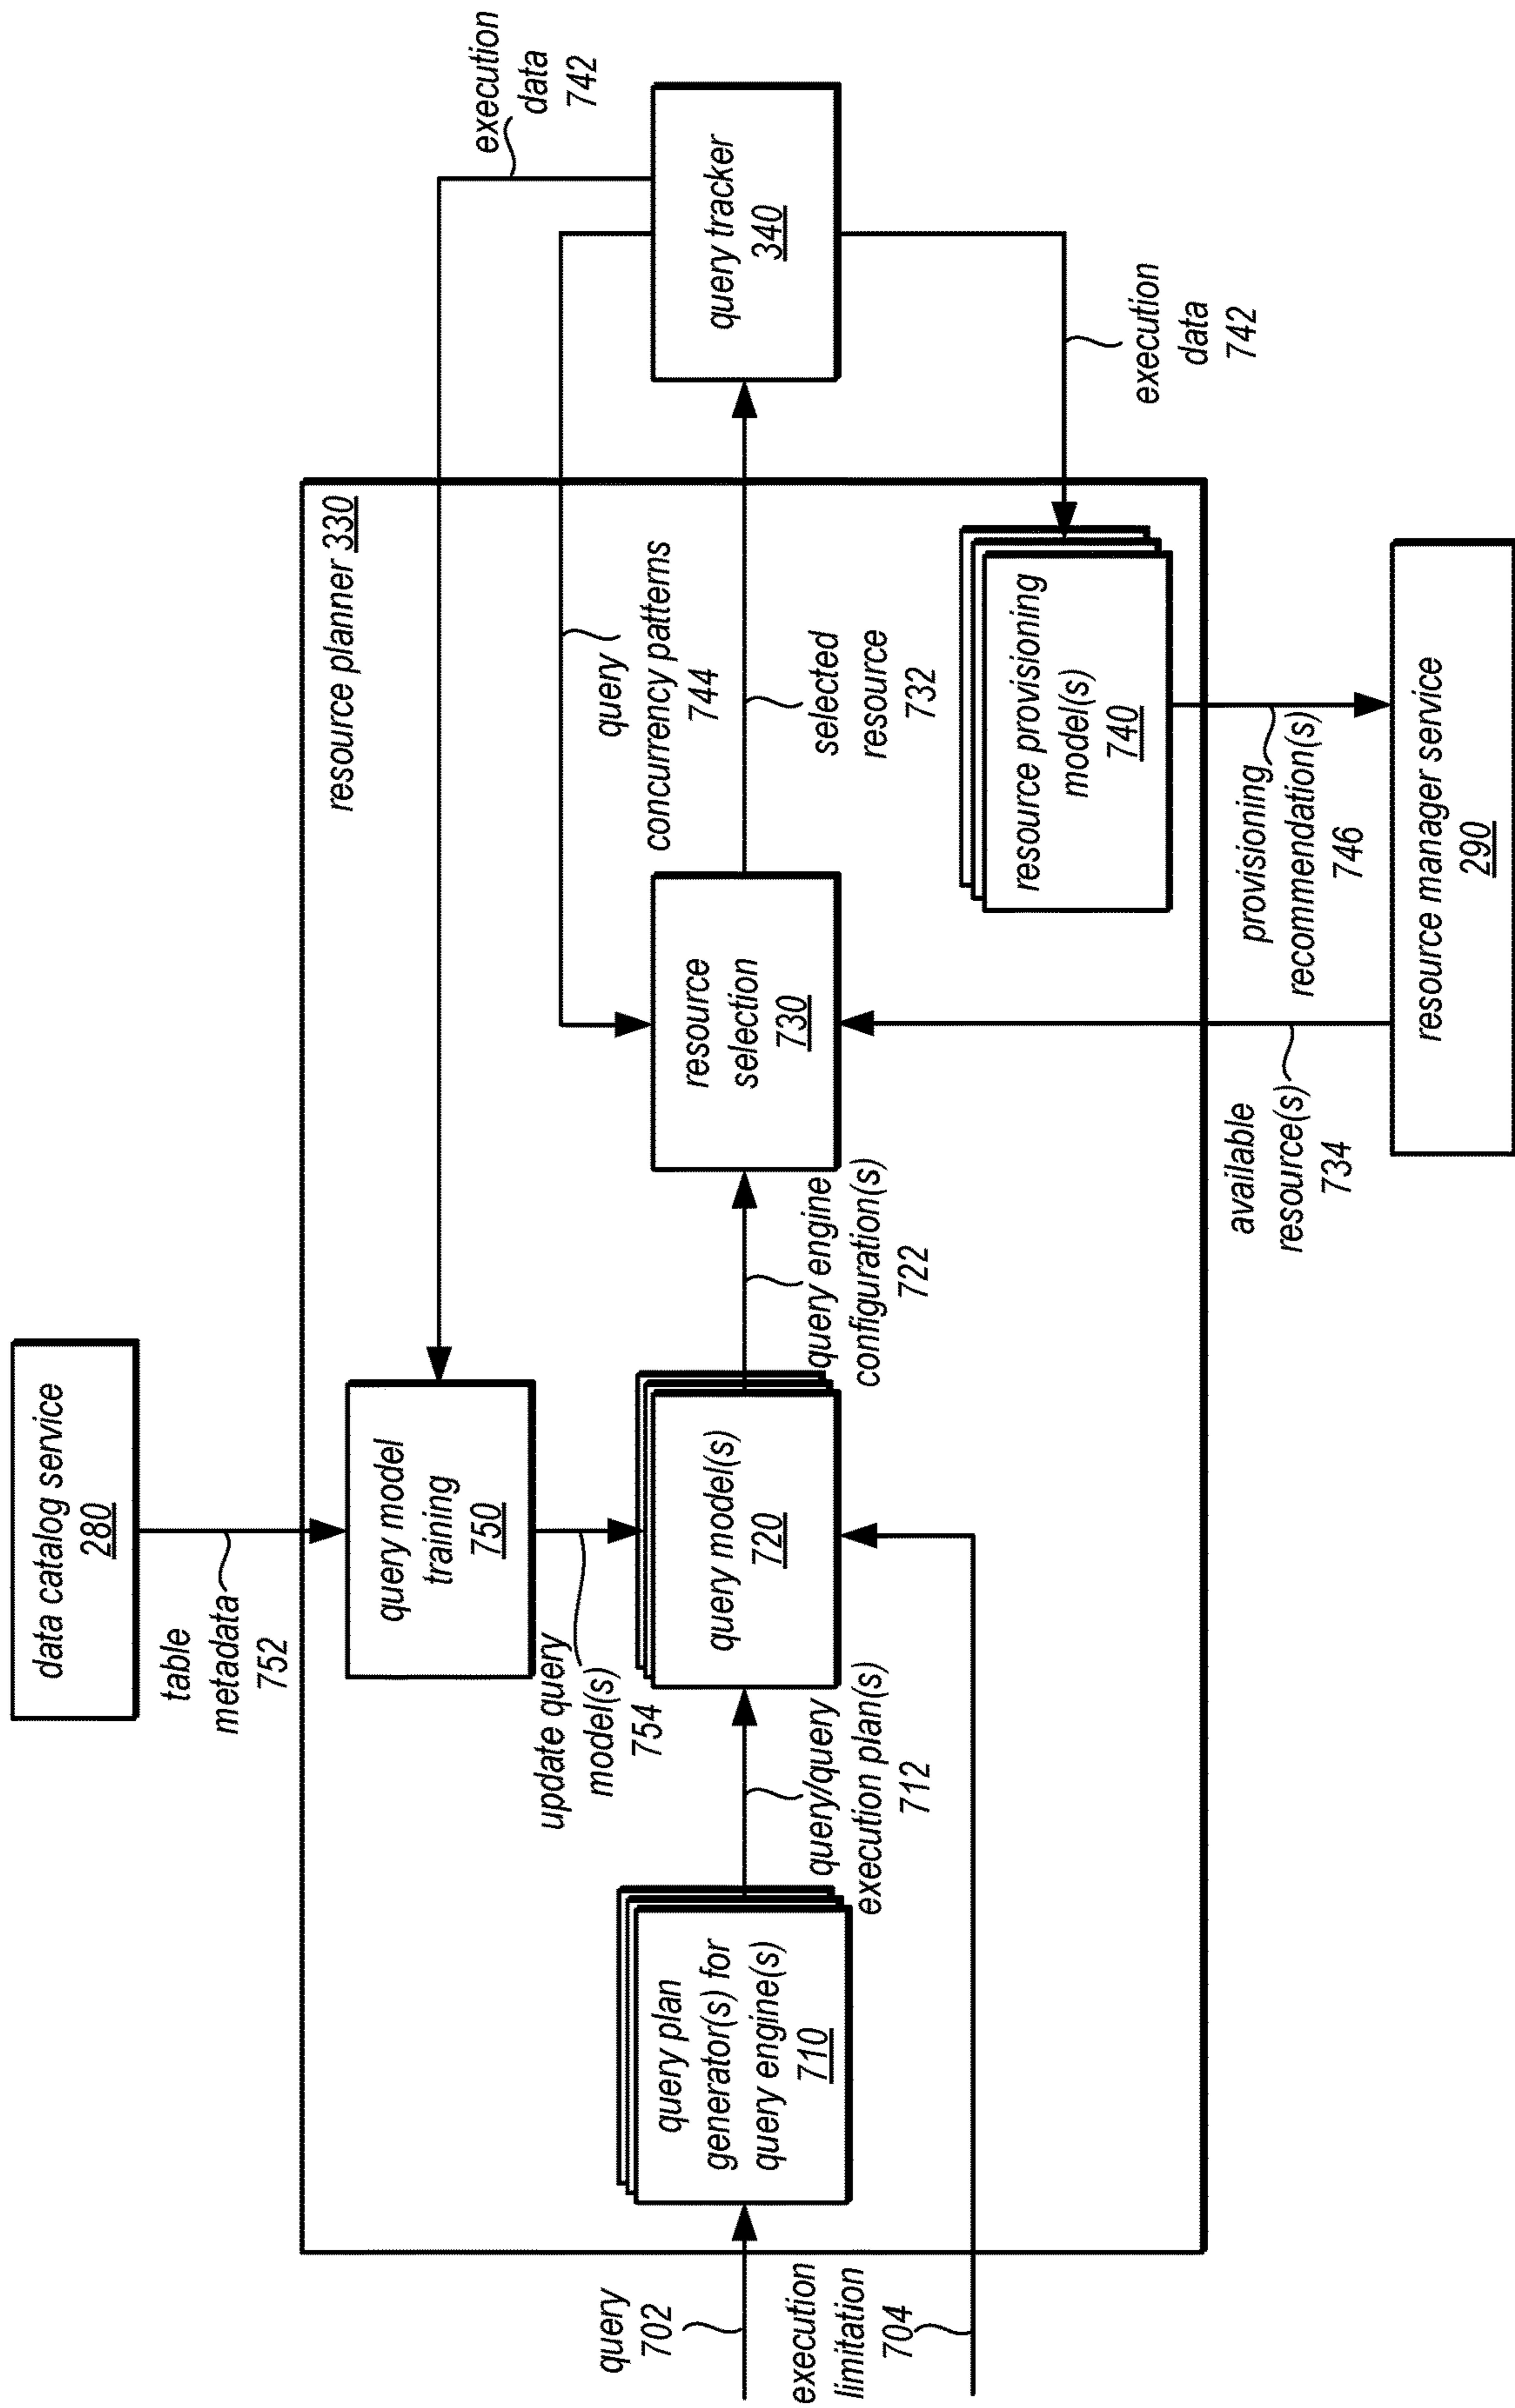 data catalog service
280
table
metadata
752
resource planner 330
execution
data
742
query model
training
750
update query
model(s)
754
query
concurrency patterns
744
query
702
query plan
generator(s) for
query engine(s)
710
query/query
execution plan(s)
712
query model(s)
720
query engine
configuration(s)
722
resource
selection
730
selected
resource
732
query tracker
340
execution
limitation
704
resource provisioning
model(s)
740
execution
data
742
available
resource(s)
734
provisioning
recommendation(s)
746
resource manager service
290